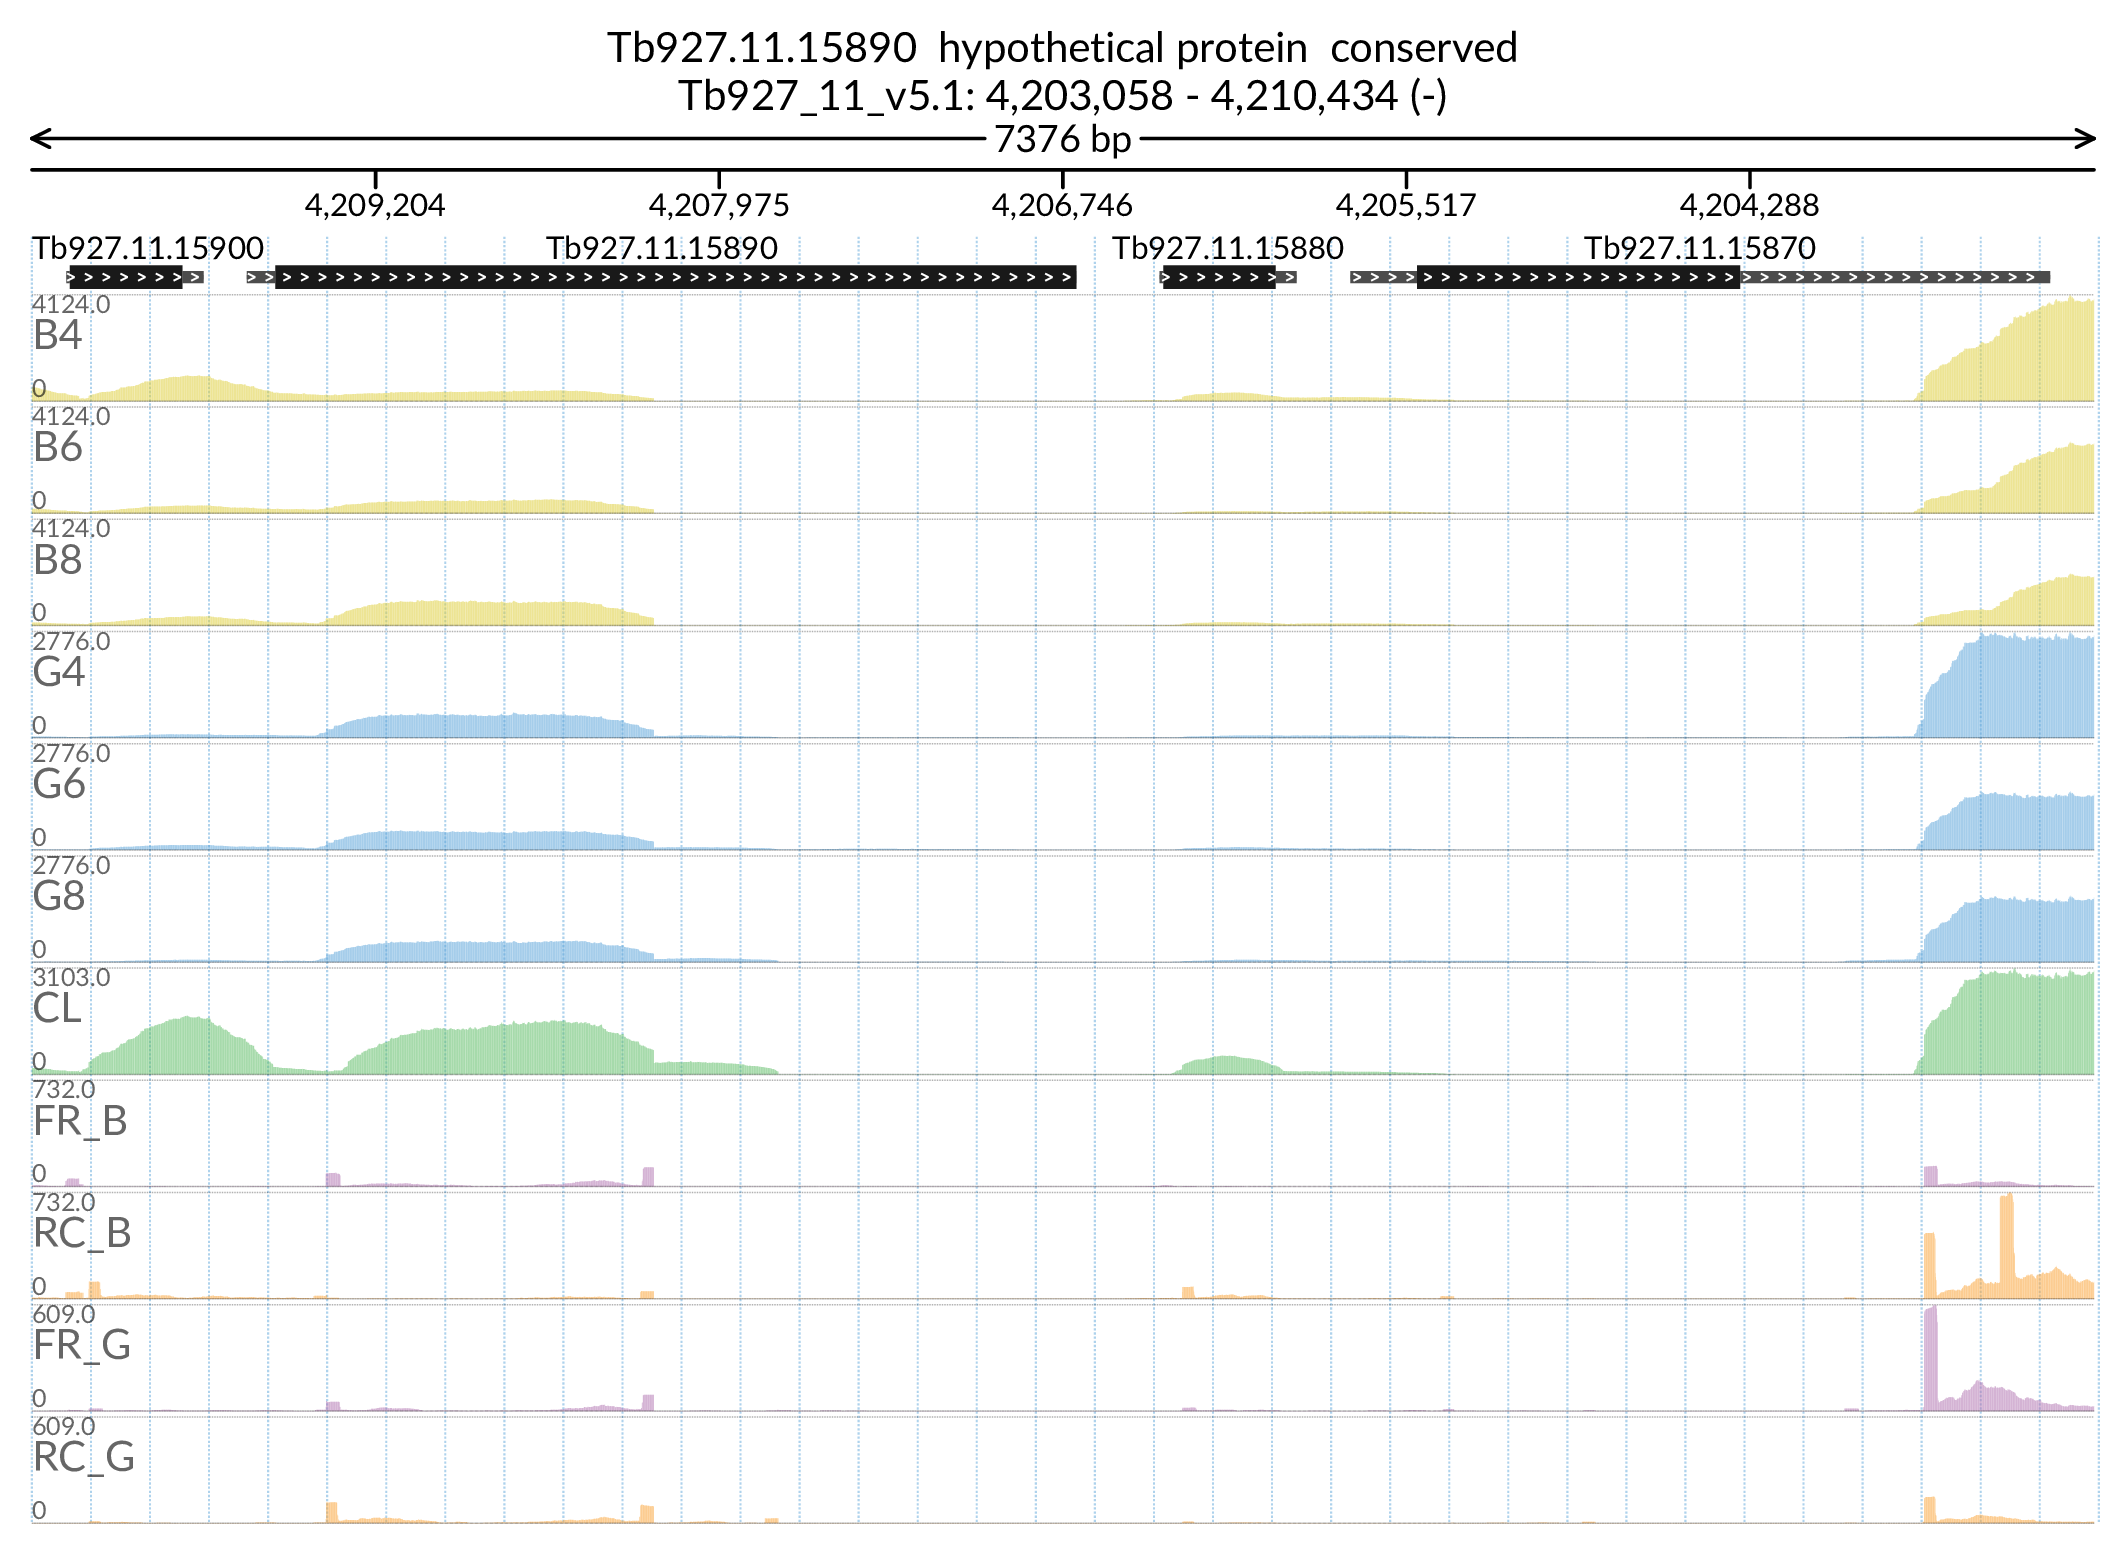 Tb927.11.15890  hypothetical protein  conserved
Tb927_11_v5.1: 4,203,058 - 4,210,434 (-)
7376 bp
4,209,204 4,207,975 4,206,746 4,205,517 4,204,288
Tb927.11.15900 Tb927.11.15890 Tb927.11.15880 Tb927.11.15870
4124.0
B4
0
4124.0
B6
0
4124.0
B8
0
2776.0
G4
0
2776.0
G6
0
2776.0
G8
0
3103.0
CL
0
732.0
FR_B
0
732.0
RC_B
0
609.0
FR_G
0
609.0
RC_G
0